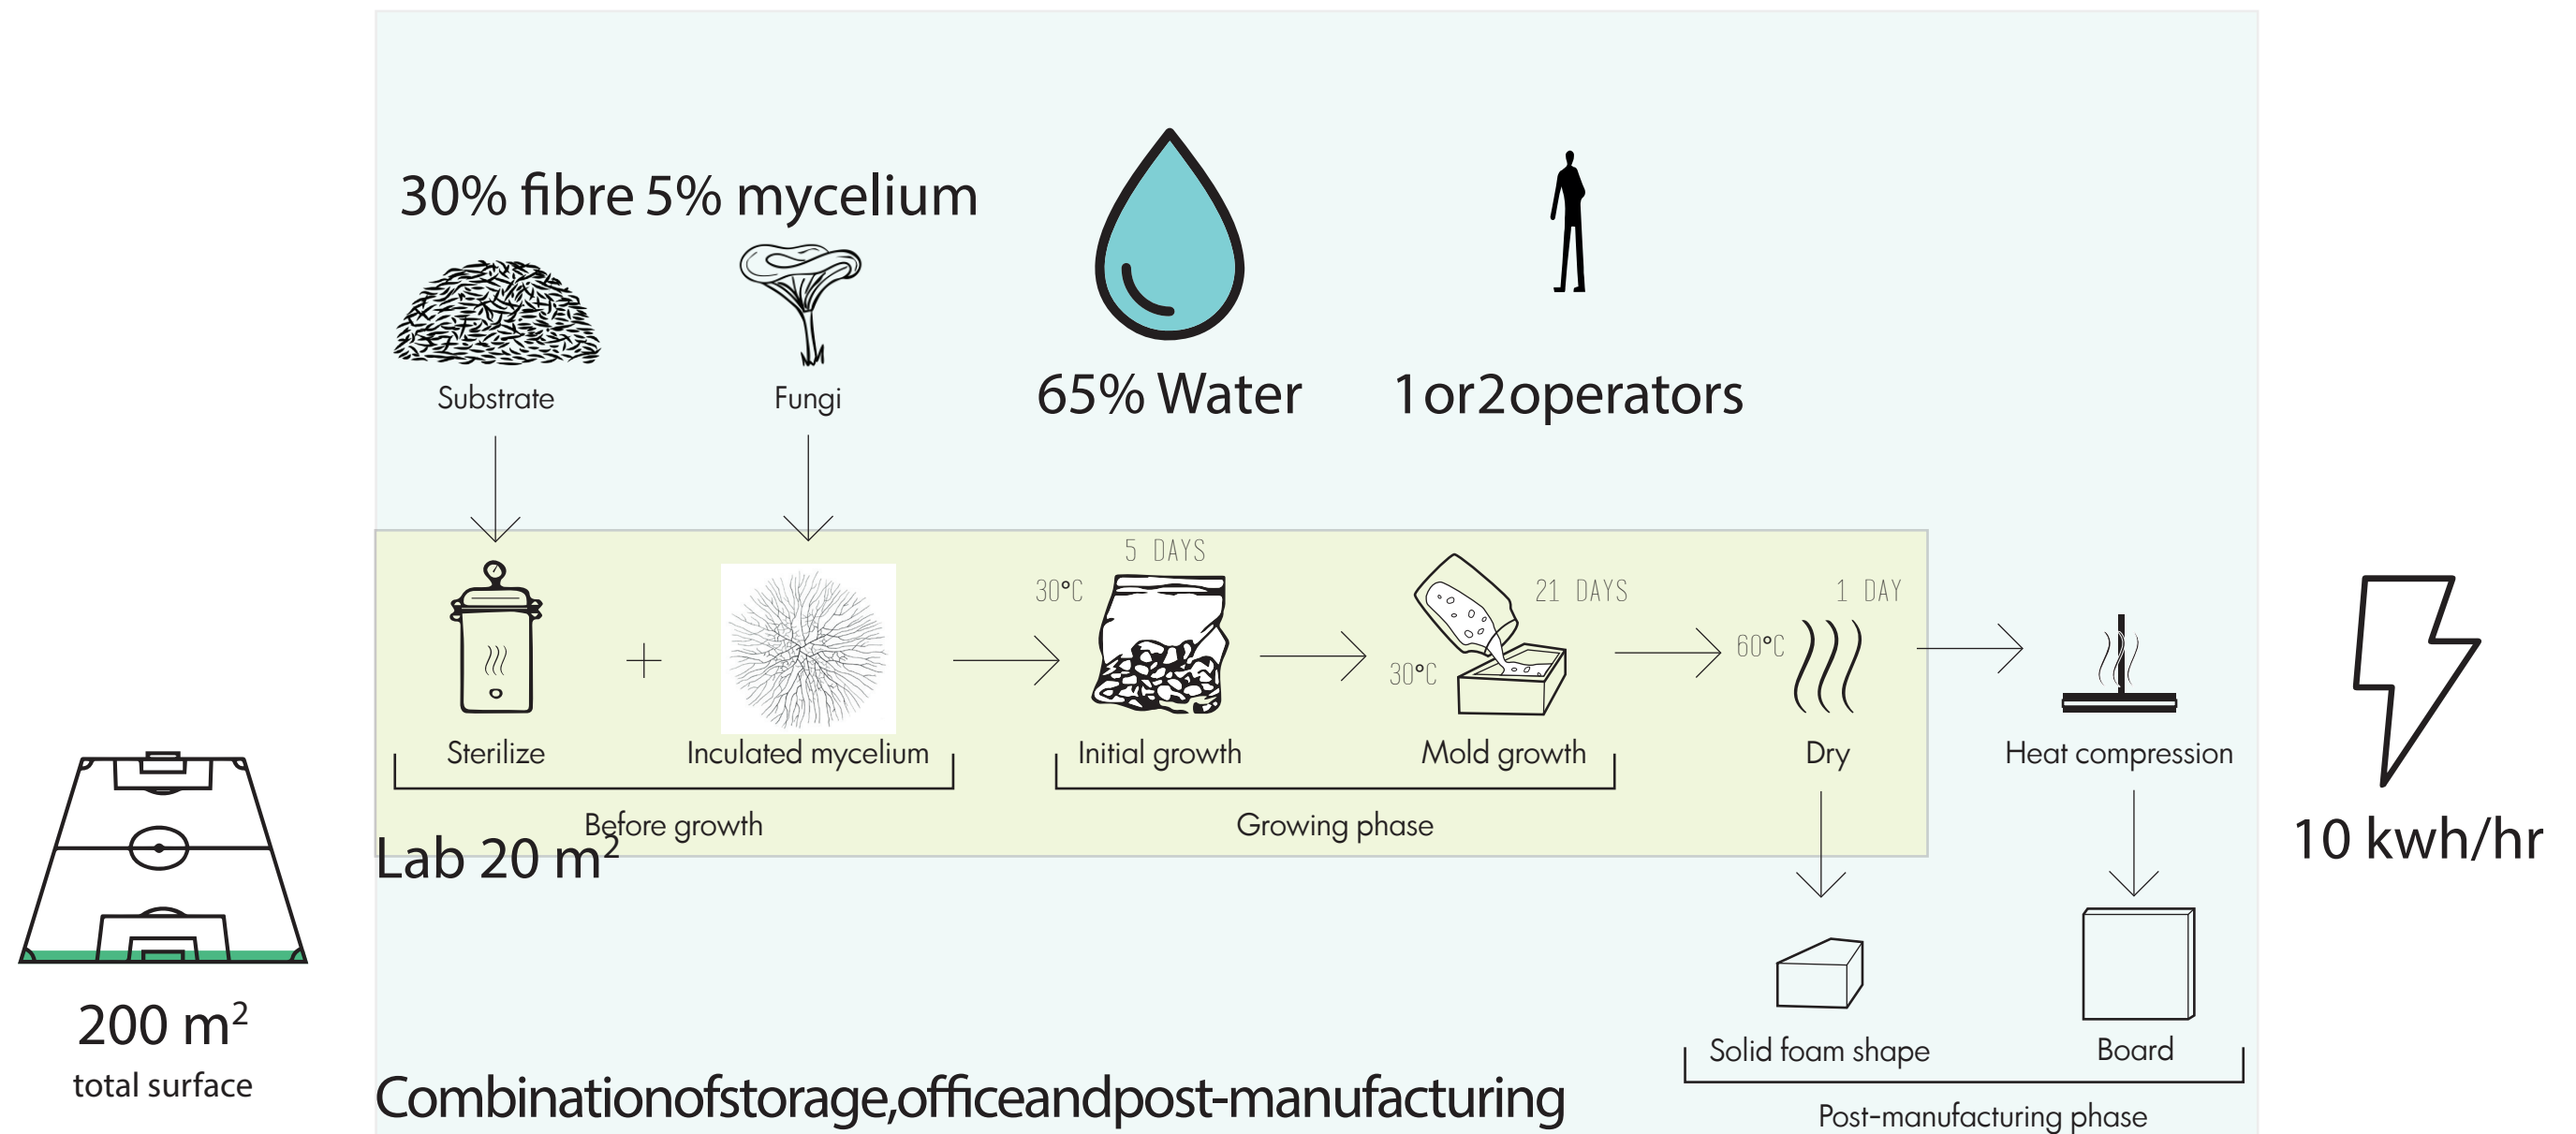 30% fibre 5% mycelium
Substrate
Fungi
65% Water
1or2operators
5 DAYS
30°C
21 DAYS
30°C
1 DAY
60°C
Sterilize
Inculated mycelium
Initial growth
Mold growth
Dry
Heat compression
Before growth
Growing phase
Lab 20 m²
10 kwh/hr
200 m²
total surface
Solid foam shape
Board
Combinationofstorage,officeandpost-manufacturing
Post-manufacturing phase